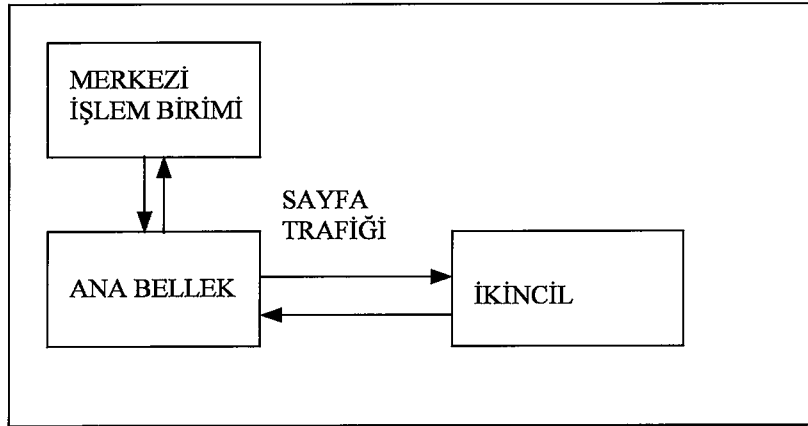 MERKEZİ
İŞLEM BİRİMİ
SAYFA
TRAFİĞİ
ANA BELLEK
İKİNCİL